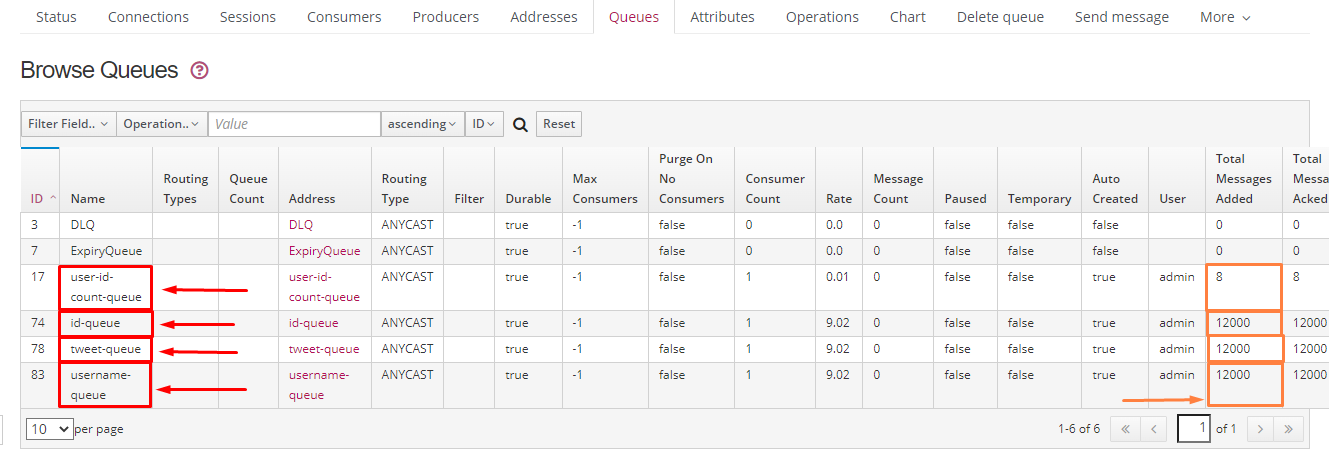 Status Connections Sessions Consumers Producers Addresses Queues Attributes Operations Chart Delete queue Send message More
Browse Queues ?
Filter Field.. Operation.. Value ascending ID Reset
ID Name Routing Types Queue Count Address Routing Type Filter Durable Max Consumers Purge On No Consumers Consumer Count Rate Message Count Paused Temporary Auto Created User Total Messages Added Total Messa Acked
3 DLQ DLQ ANYCAST true -1 false 0 0.0 0 false false false 0 0
7 ExpiryQueue ExpiryQueue ANYCAST true -1 false 0 0.0 0 false false false 0 0
17 user-id-count-queue user-id-count-queue ANYCAST true -1 false 1 0.01 0 false false true admin 8 8
74 id-queue id-queue ANYCAST true -1 false 1 9.02 0 false false true admin 12000 12000
78 tweet-queue tweet-queue ANYCAST true -1 false 1 9.02 0 false false true admin 12000 12000
83 username-queue username-queue ANYCAST true -1 false 1 9.02 0 false false true admin 12000 12000
10 per page 1-6 of 6 « ‹ 1 of 1 › »